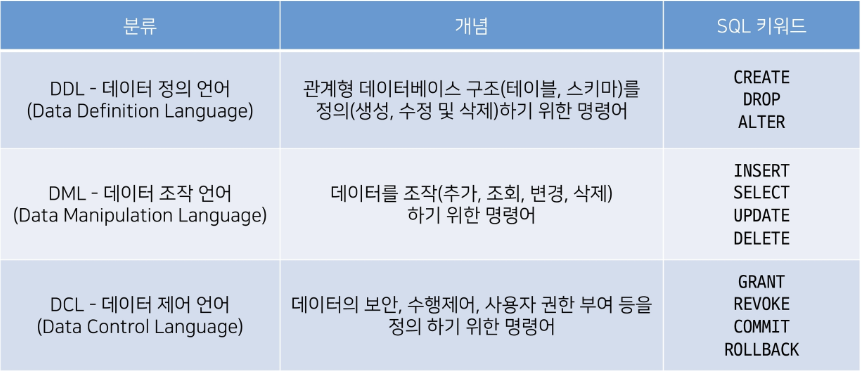 분류
개념
SQL 키워드
DDL - 데이터 정의 언어
(Data Definition Language)
관계형 데이터베이스 구조(테이블, 스키마)를
정의(생성, 수정 및 삭제)하기 위한 명령어
CREATE
DROP
ALTER
DML - 데이터 조작 언어
(Data Manipulation Language)
데이터를 조작(추가, 조회, 변경, 삭제)
하기 위한 명령어
INSERT
SELECT
UPDATE
DELETE
DCL - 데이터 제어 언어
(Data Control Language)
데이터의 보안, 수행제어, 사용자 권한 부여 등을
정의 하기 위한 명령어
GRANT
REVOKE
COMMIT
ROLLBACK